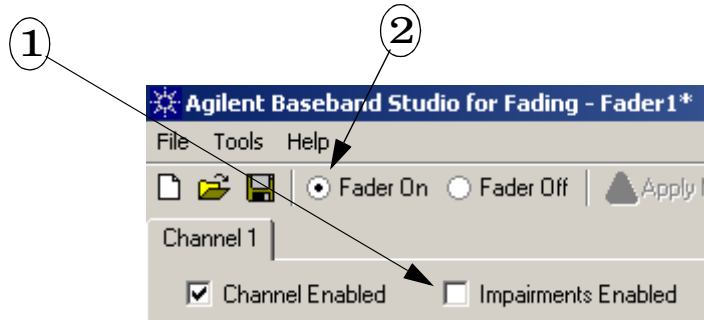 1
2
Agilent Baseband Studio for Fading - Fader1*
File Tools Help
Fader On Fader Off Apply
Channel 1
Channel Enabled Impairments Enabled